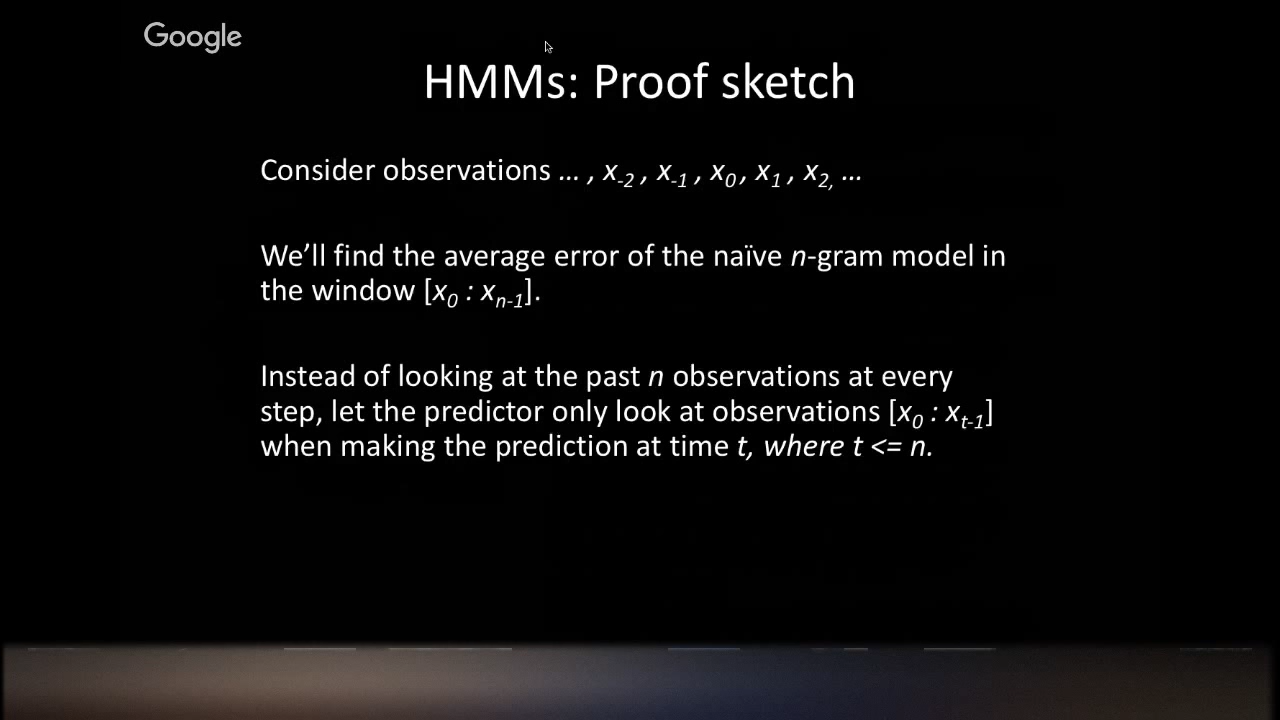 Google
HMMs: Proof sketch
Consider observations … , x-2 , x-1 , x0 , x1 , x2, …
We’ll find the average error of the naïve n-gram model in
the window [x0 : xn-1].
Instead of looking at the past n observations at every
step, let the predictor only look at observations [x0 : xt-1]
when making the prediction at time t, where t <= n.